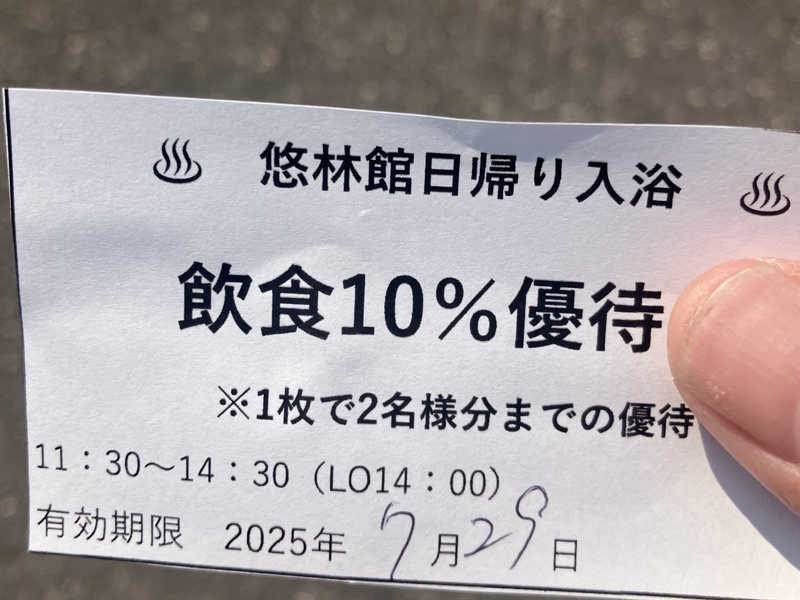 ♨ 悠林館日帰り入浴 ♨
飲食10%優待
※1枚で2名様分までの優待
11：30～14：30（LO14：00）
有効期限 2025年 7月29日